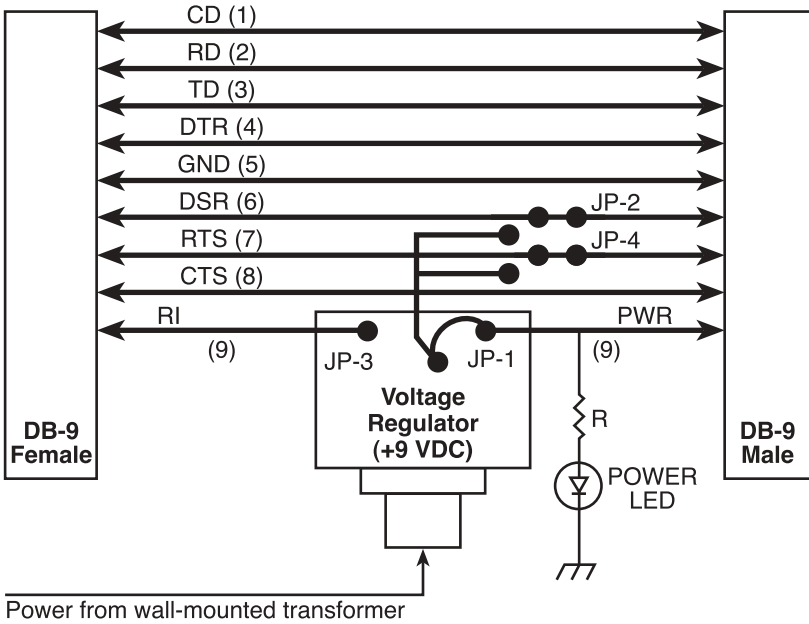 CD (1)
RD (2)
TD (3)
DTR (4)
GND (5)
DSR (6)
JP-2
RTS (7)
JP-4
CTS (8)
RI
PWR
(9)
(9)
JP-3
JP-1
Voltage
Regulator
(+9 VDC)
R
DB-9
Female
DB-9
Male
POWER
LED
Power from wall-mounted transformer